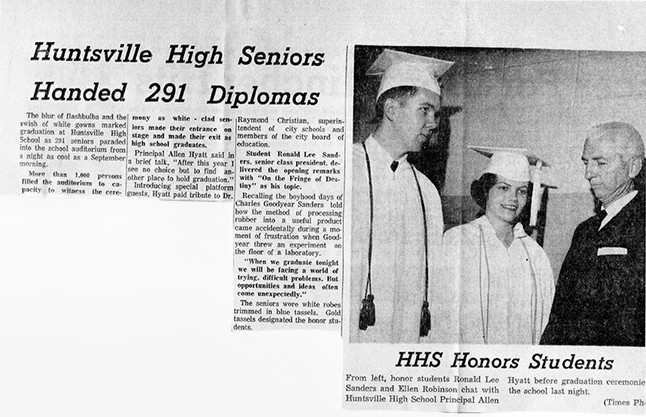 Huntsville High Seniors
Handed 291 Diplomas
The blur of flashbulbs and the
swish of white gowns marked
graduation at Huntsville High
School as 291 seniors paraded
into the school auditorium from
a night as cool as a September
morning.
More than 1,000 persons
filled the auditorium to ca-
pacity to witness the cere-
mony as white - clad sen-
iors made their entrance on
stage and made their exit as
high school graduates.
Principal Allen Hyatt said in
a brief talk, "After this year I
see no choice but to find an-
other place to hold graduation."
Introducing special platform
guests, Hyatt paid tribute to Dr.
Raymond Christian, superin-
tendent of city schools and
members of the city board of
education.
Student Ronald Lee Sand-
ers, senior class president, de-
livered the opening remarks
with "On the Fringe of Des-
tiny" as his topic.
Recalling the boyhood days of
Charles Goodyear Sanders told
how the method of processing
rubber into a useful product
came accidentally during a mo-
ment of frustration when Good-
year threw an experiment on
the floor of a laboratory.
"When we graduate tonight
we will be facing a world of
trying, difficult problems. But
opportunities and ideas often
come unexpectedly."
The seniors wore white robes
trimmed in blue tassels. Gold
tassels designated the honor stu-
dents.
HHS Honors Students
From left, honor students Ronald Lee
Sanders and Ellen Robinson chat with
Huntsville High School Principal Allen
Hyatt before graduation ceremonie
the school last night.
(Times Ph